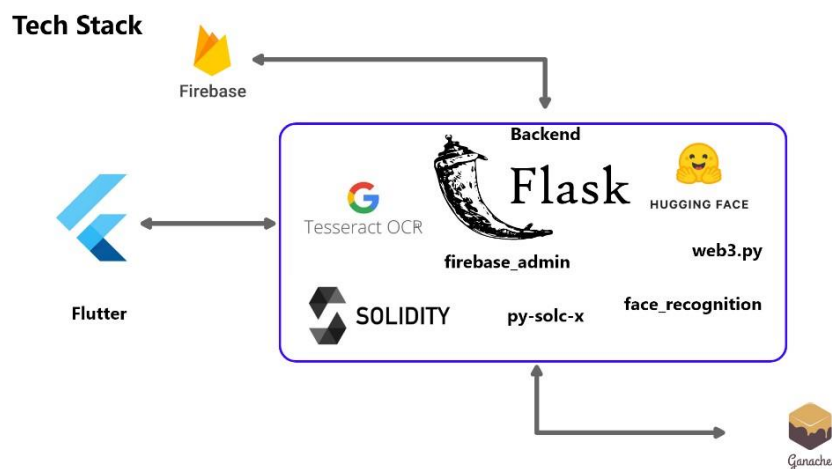 Tech Stack
Firebase
Backend
Flask
HUGGING FACE
Tesseract OCR
firebase_admin
web3.py
SOLIDITY
py-solc-x
face_recognition
Flutter
Ganache